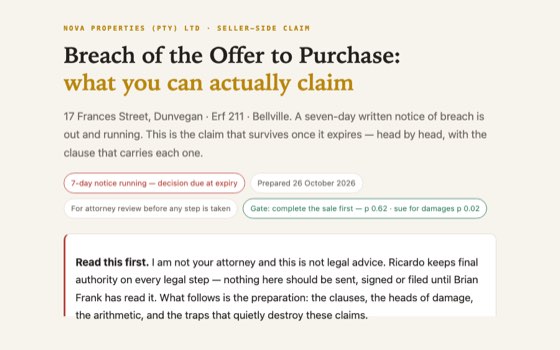 NOVA PROPERTIES (PTY) LTD · SELLER-SIDE CLAIM
Breach of the Offer to Purchase:
what you can actually claim
17 Frances Street, Dunvegan · Erf 211 · Bellville. A seven-day written notice of breach is
out and running. This is the claim that survives once it expires — head by head, with the
clause that carries each one.
7-day notice running — decision due at expiry
Prepared 26 October 2026
For attorney review before any step is taken
Gate: complete the sale first — p 0.62 · sue for damages p 0.02
Read this first. I am not your attorney and this is not legal advice. Ricardo keeps final
authority on every legal step — nothing here should be sent, signed or filed until Brian
Frank has read it. What follows is the preparation: the clauses, the heads of damage,
the arithmetic, and the traps that quietly destroy these claims.